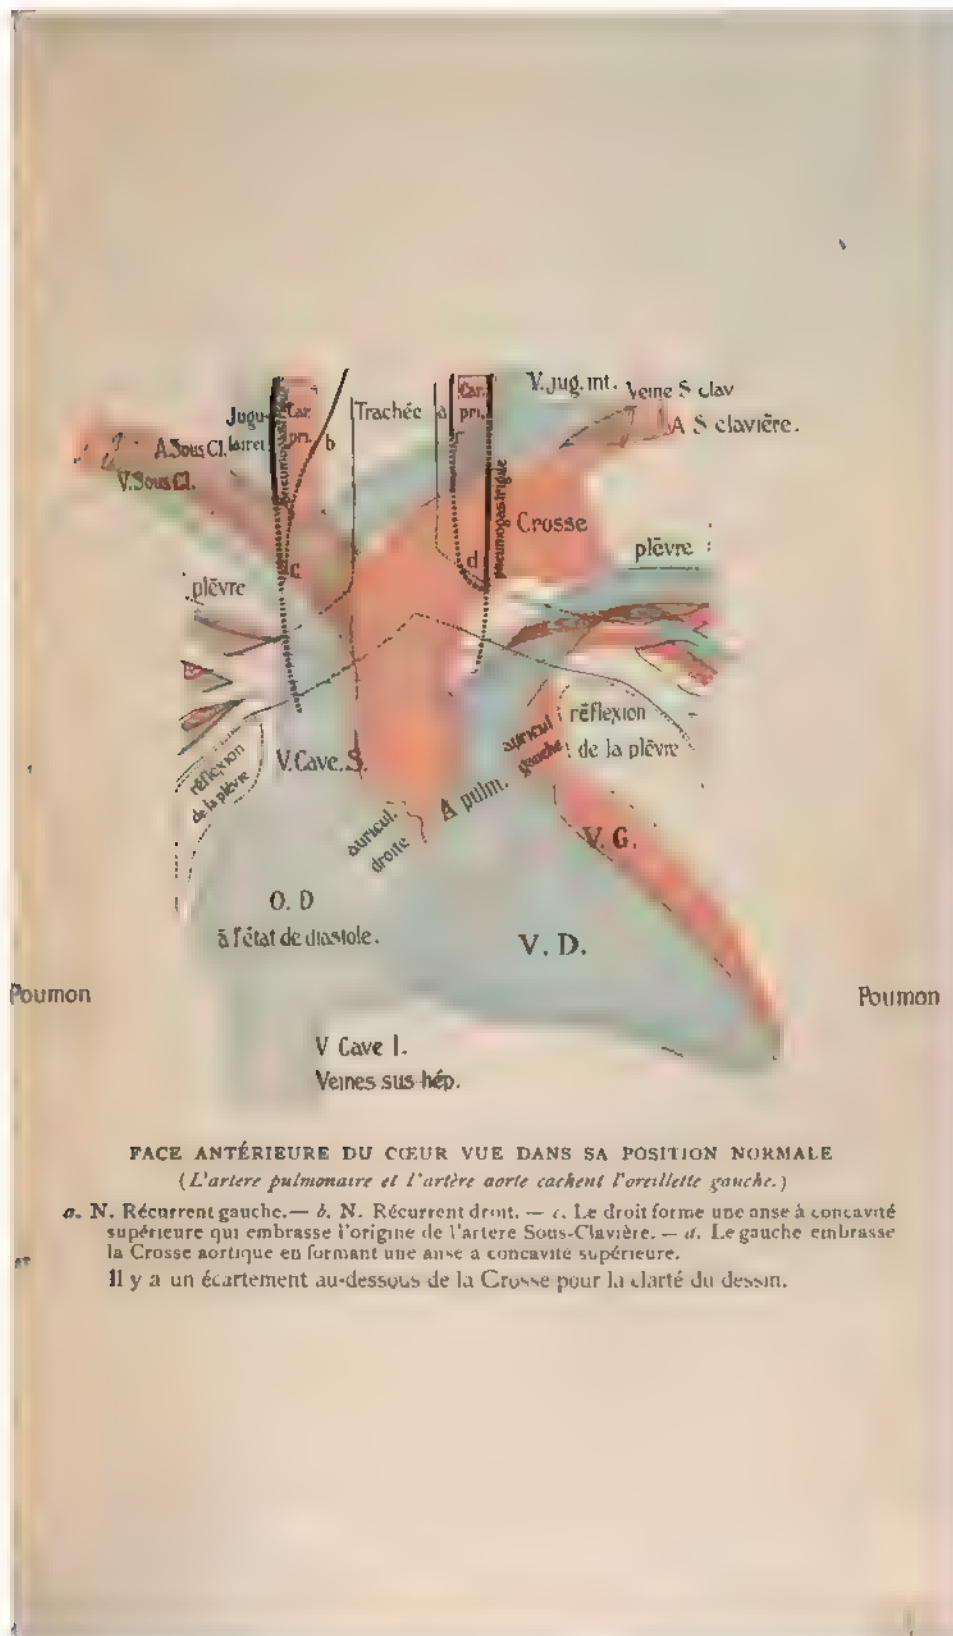 V. jug. int. Veine S clav
Jugu-
laire
Car.
pri.
b
Trachée
a
Car.
pri.
A S clavière.
A. Sous Cl.
V. Sous Cl.
pneumogastrique
pneumogastrique
Crosse
c
d
plèvre
plèvre
réflexion
de la plèvre
V. Cave. S.
auricul
gauche
réflexion
de la plèvre
A pulm.
auricul.
droite
V. G.
O. D
à l'état de diastole.
V. D.
Poumon
Poumon
V Cave I.
Veines sus hép.
FACE ANTÉRIEURE DU CŒUR VUE DANS SA POSITION NORMALE
(L'artere pulmonaire et l'artère aorte cachent l'oreillette gauche.)
a. N. Récurrent gauche. — b. N. Récurrent droit. — c. Le droit forme une anse à concavité
supérieure qui embrasse l'origine de l'artere Sous-Clavière. — d. Le gauche embrasse
la Crosse aortique en formant une anse a concavité supérieure.
Il y a un écartement au-dessous de la Crosse pour la clarté du dessin.